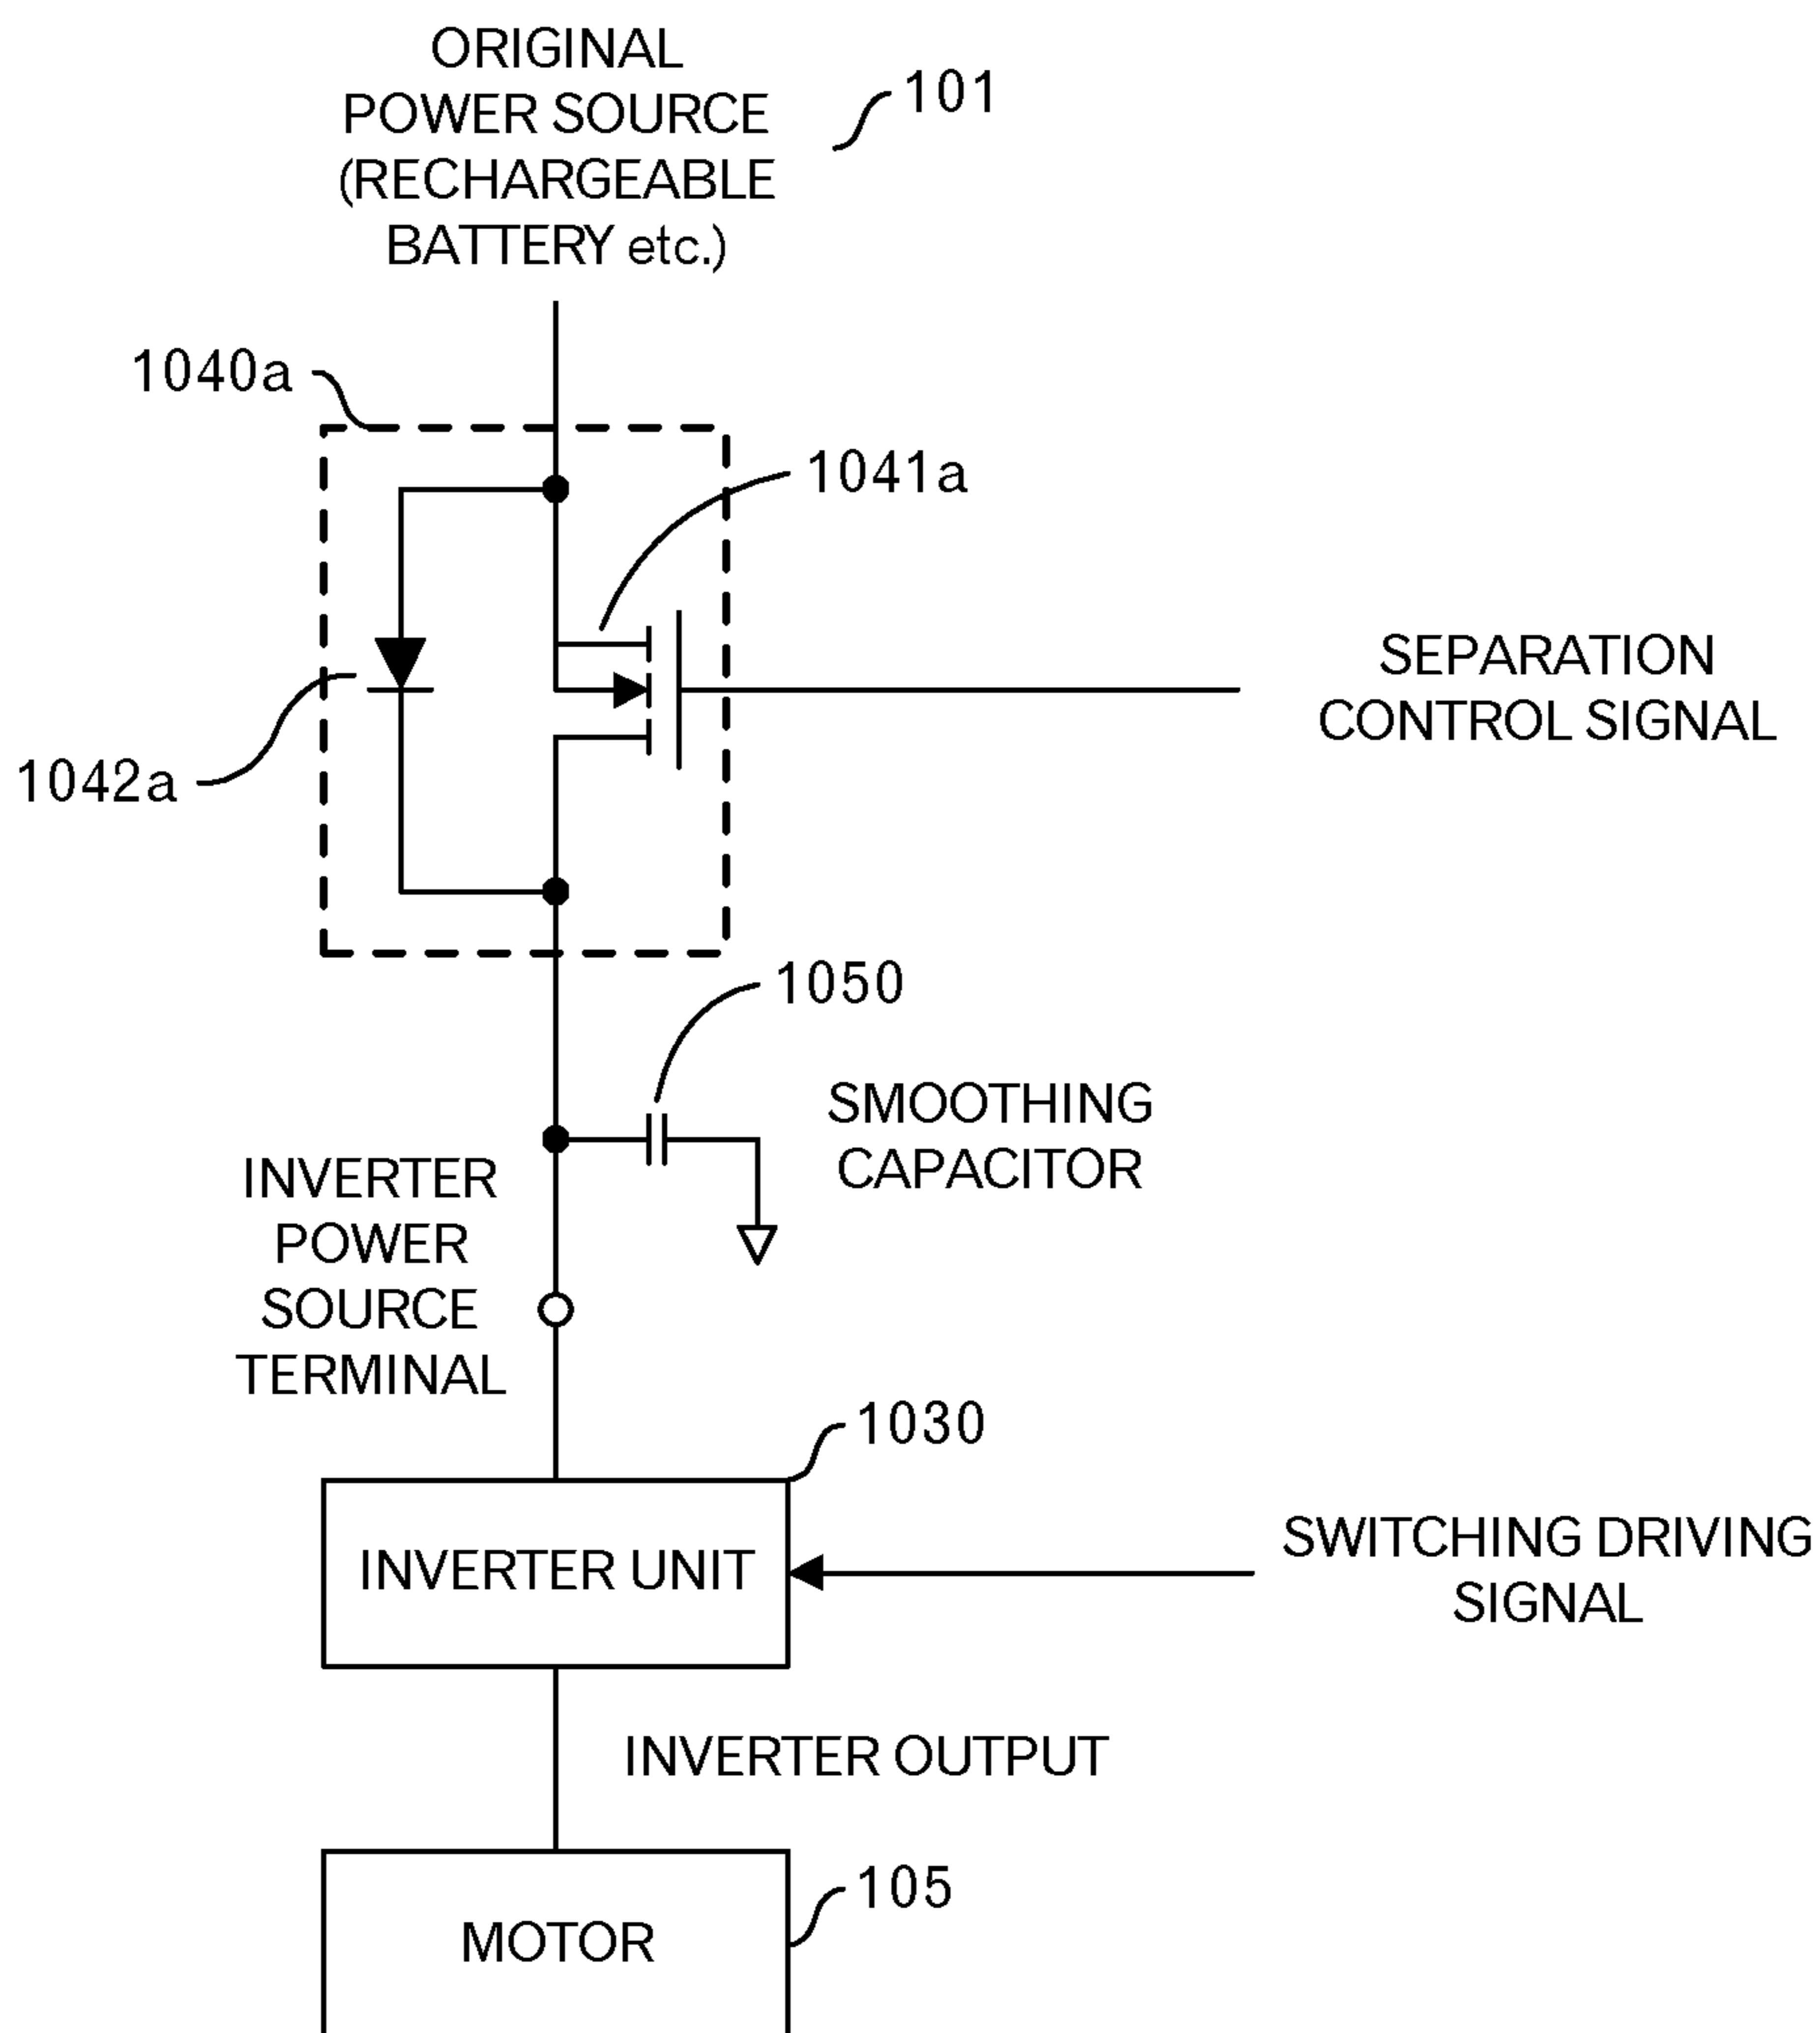 ORIGINAL
POWER SOURCE
(RECHARGEABLE
BATTERY etc.)
101
1040a
1041a
SEPARATION
CONTROL SIGNAL
1042a
1050
SMOOTHING
CAPACITOR
INVERTER
POWER
SOURCE
TERMINAL
1030
INVERTER UNIT
SWITCHING DRIVING
SIGNAL
INVERTER OUTPUT
105
MOTOR